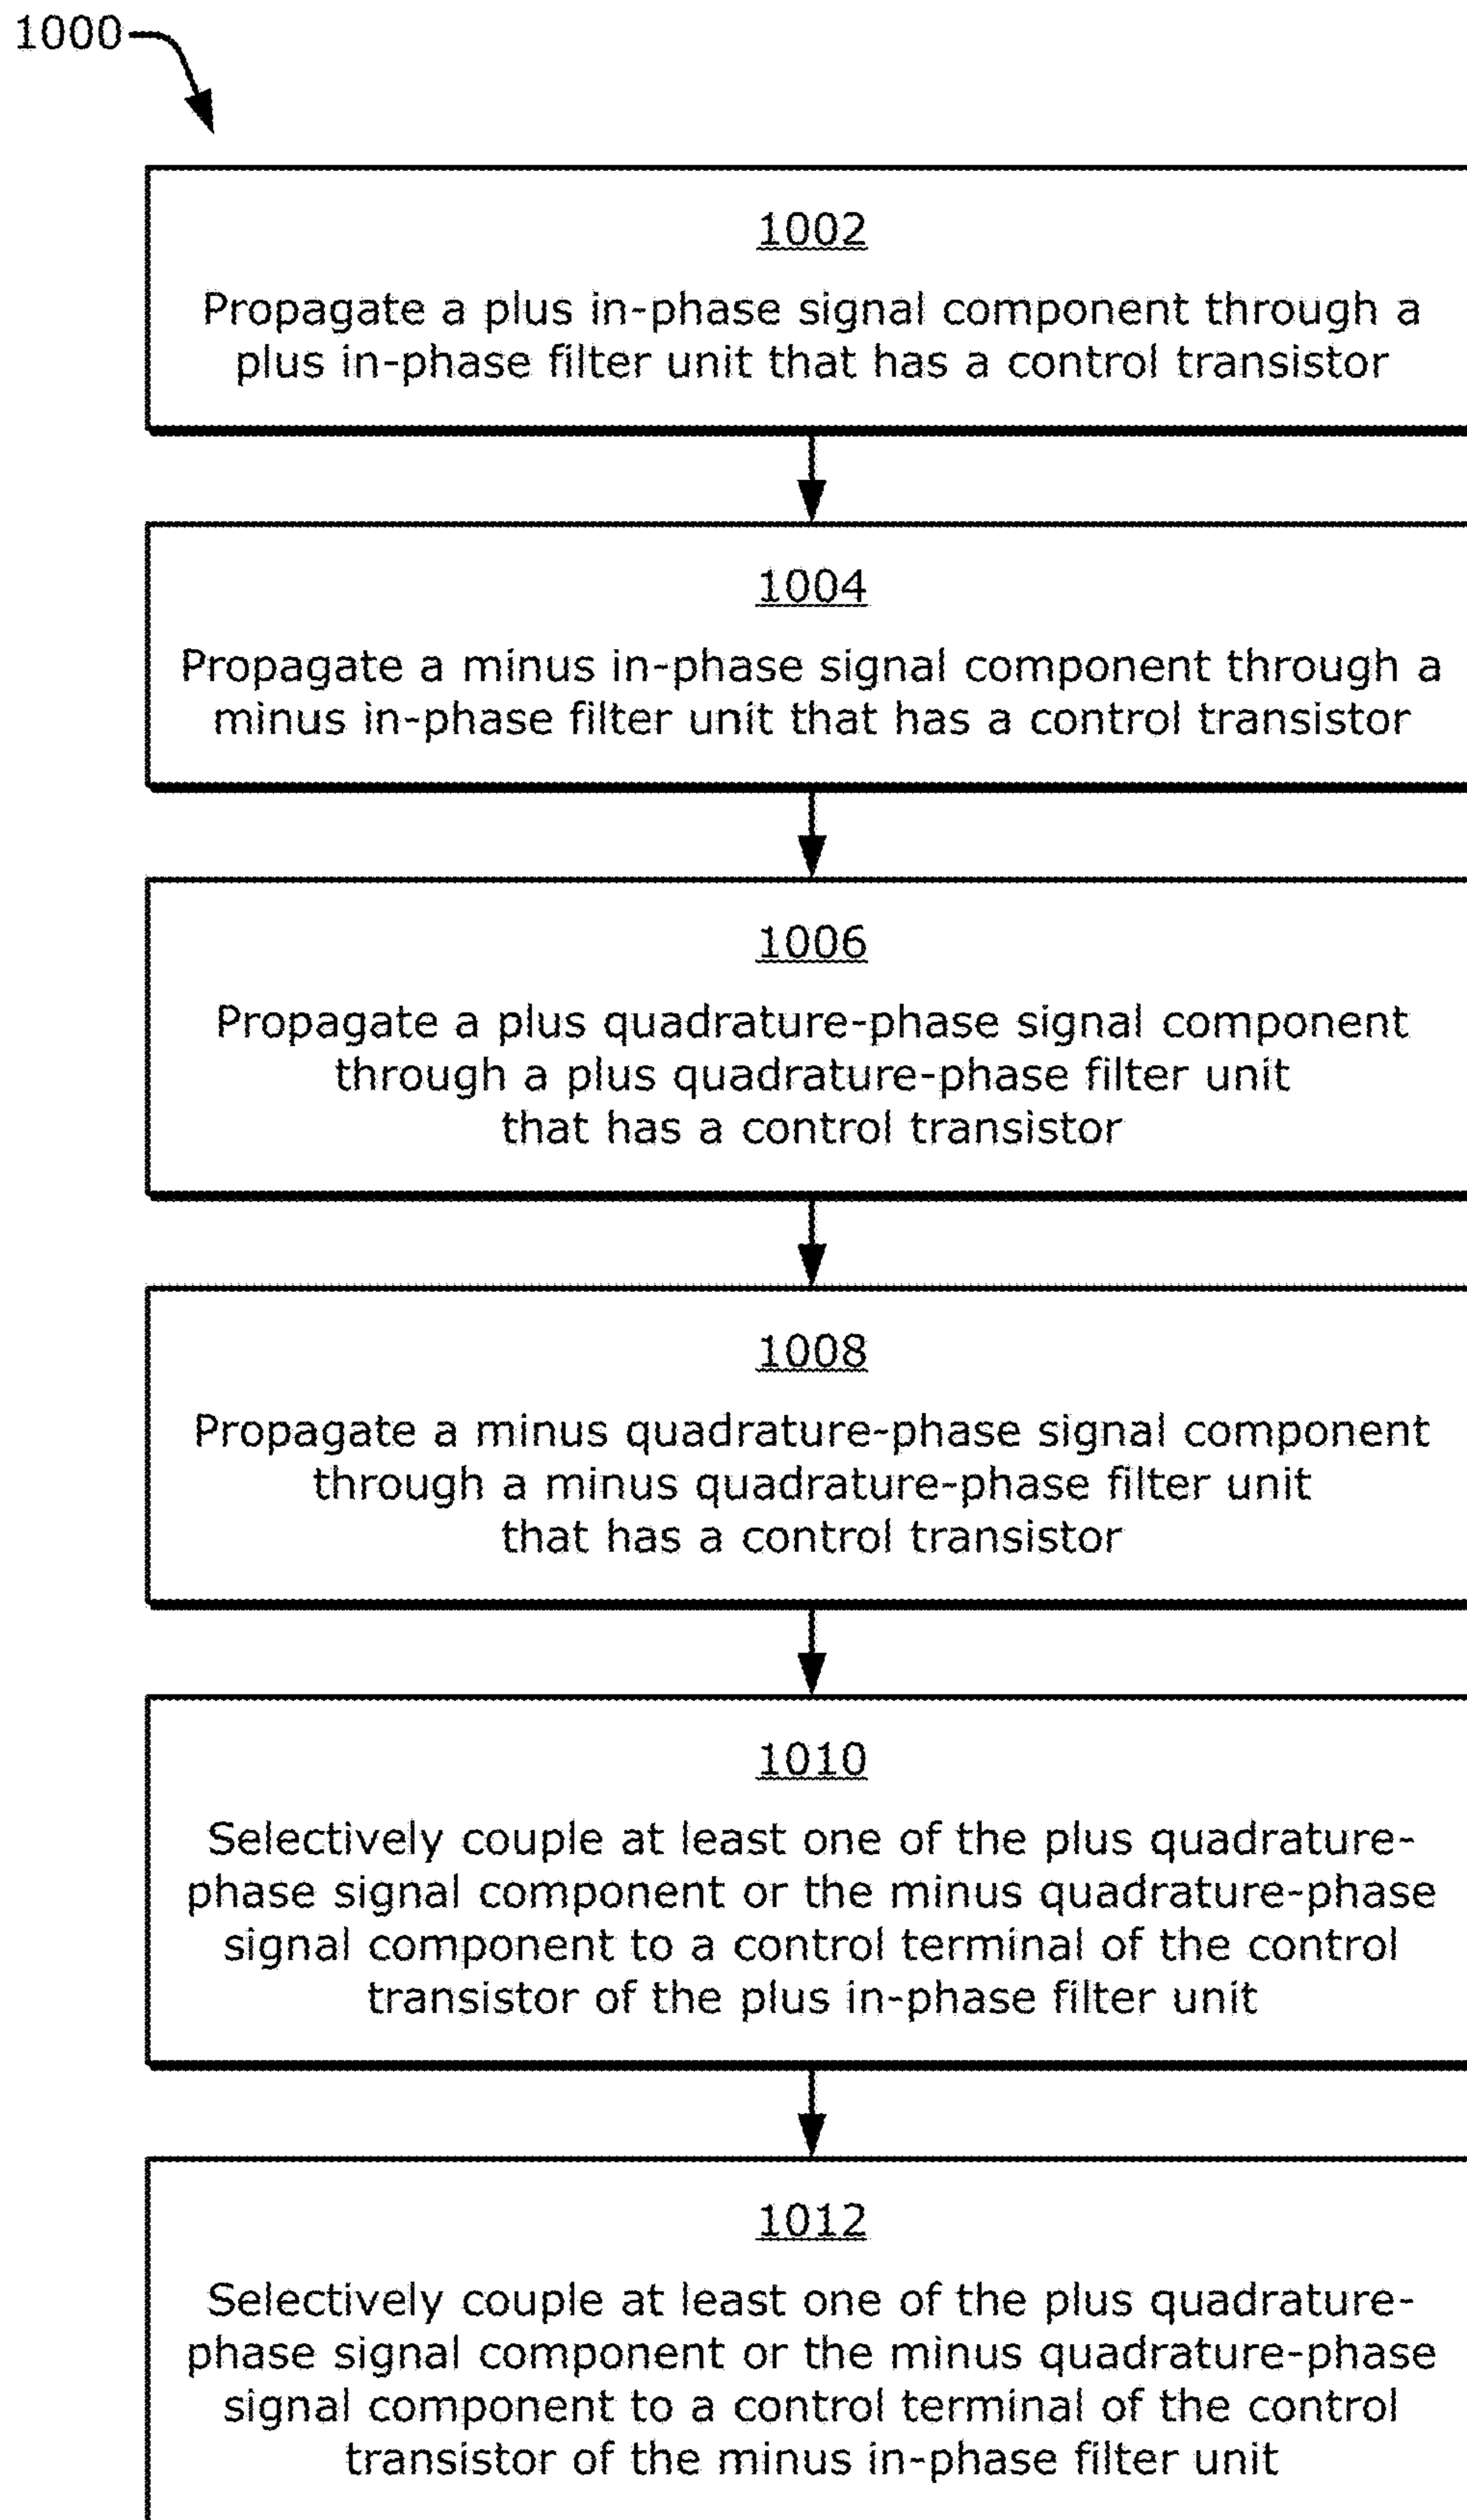 1000
1002
Propagate a plus in-phase signal component through a
plus in-phase filter unit that has a control transistor
1004
Propagate a minus in-phase signal component through a
minus in-phase filter unit that has a control transistor
1006
Propagate a plus quadrature-phase signal component
through a plus quadrature-phase filter unit
that has a control transistor
1008
Propagate a minus quadrature-phase signal component
through a minus quadrature-phase filter unit
that has a control transistor
1010
Selectively couple at least one of the plus quadrature-
phase signal component or the minus quadrature-phase
signal component to a control terminal of the control
transistor of the plus in-phase filter unit
1012
Selectively couple at least one of the plus quadrature-
phase signal component or the minus quadrature-phase
signal component to a control terminal of the control
transistor of the minus in-phase filter unit